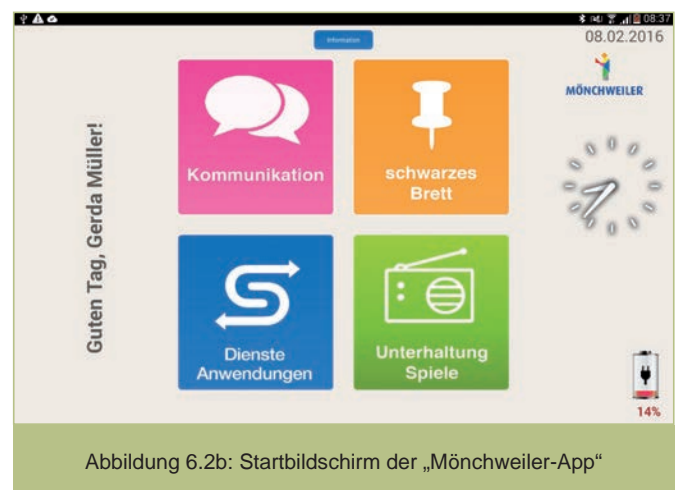 08:37
Information
08.02.2016
MÖNCHWEILER
Guten Tag, Gerda Müller!
Kommunikation
schwarzes
Brett
Dienste
Anwendungen
Unterhaltung
Spiele
14%
Abbildung 6.2b: Startbildschirm der „Mönchweiler-App“